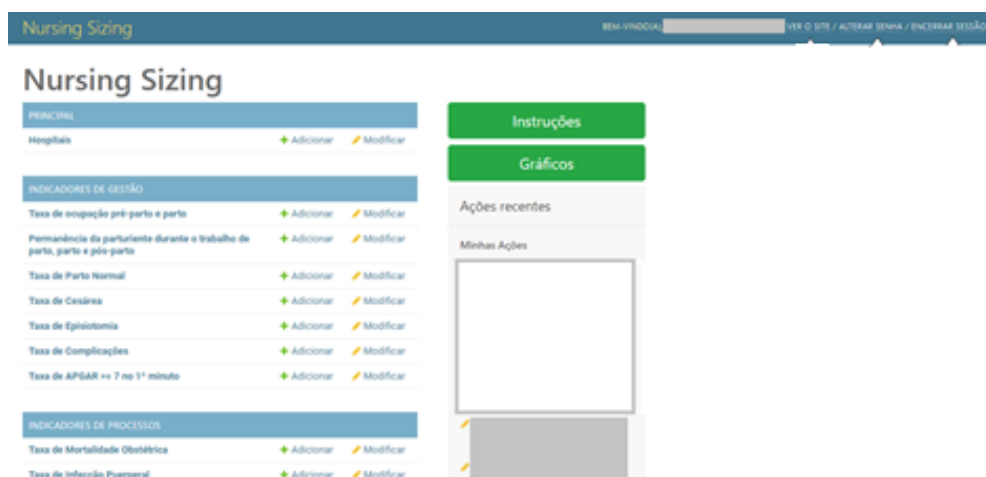 Nursing Sizing
BEM-VINDO(A)
VER O SITE / ALTERAR SENHA / ENCERRAR SESSÃO
Nursing Sizing
PRINCIPAL
Hospitais + Adicionar Modificar
INDICADORES DE GESTÃO
Taxa de ocupação pré-parto e parto + Adicionar Modificar
Permanência da parturiente durante o trabalho de + Adicionar Modificar
parto, parto e pós-parto
Taxa de Parto Normal + Adicionar Modificar
Taxa de Cesárea + Adicionar Modificar
Taxa de Episiotomia + Adicionar Modificar
Taxa de Complicações + Adicionar Modificar
Taxa de APGAR >= 7 no 1º minuto + Adicionar Modificar
INDICADORES DE PROCESSOS
Taxa de Mortalidade Obstétrica + Adicionar Modificar
Taxa de Infecção Puerperal + Adicionar Modificar
Instruções
Gráficos
Ações recentes
Minhas Ações